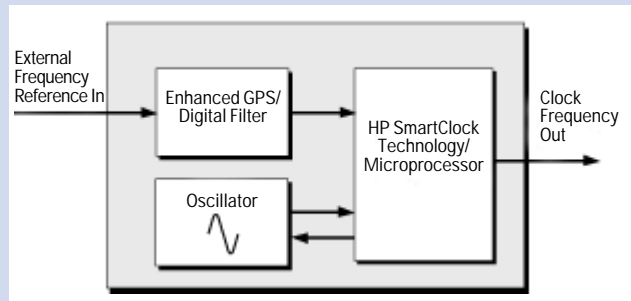 External
Frequency
Reference In
Enhanced GPS/
Digital Filter
Oscillator
HP SmartClock
Technology/
Microprocessor
Clock
Frequency
Out